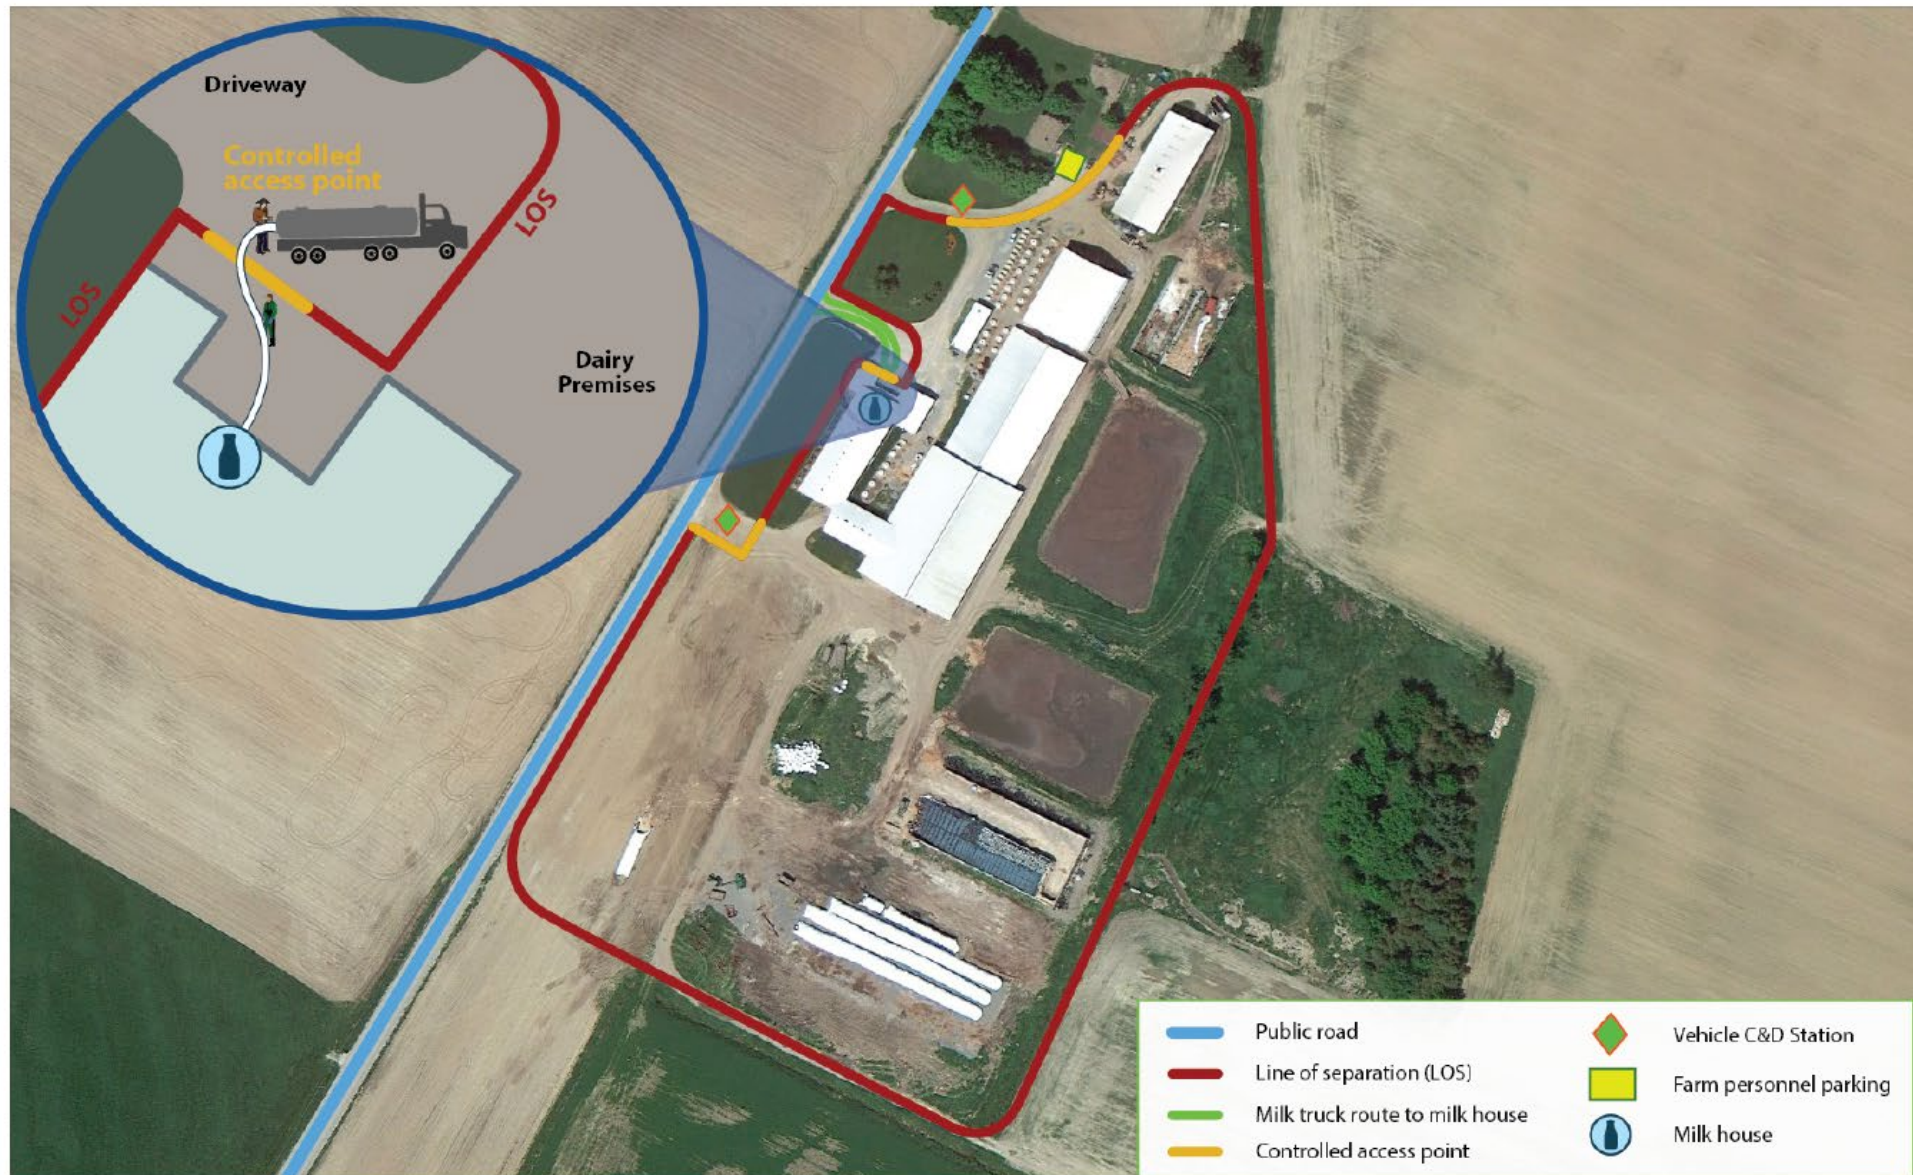 Driveway
Controlled
access point
LOS
LOS
Dairy
Premises
Public road
Line of separation (LOS)
Milk truck route to milk house
Controlled access point
Vehicle C&D Station
Farm personnel parking
Milk house